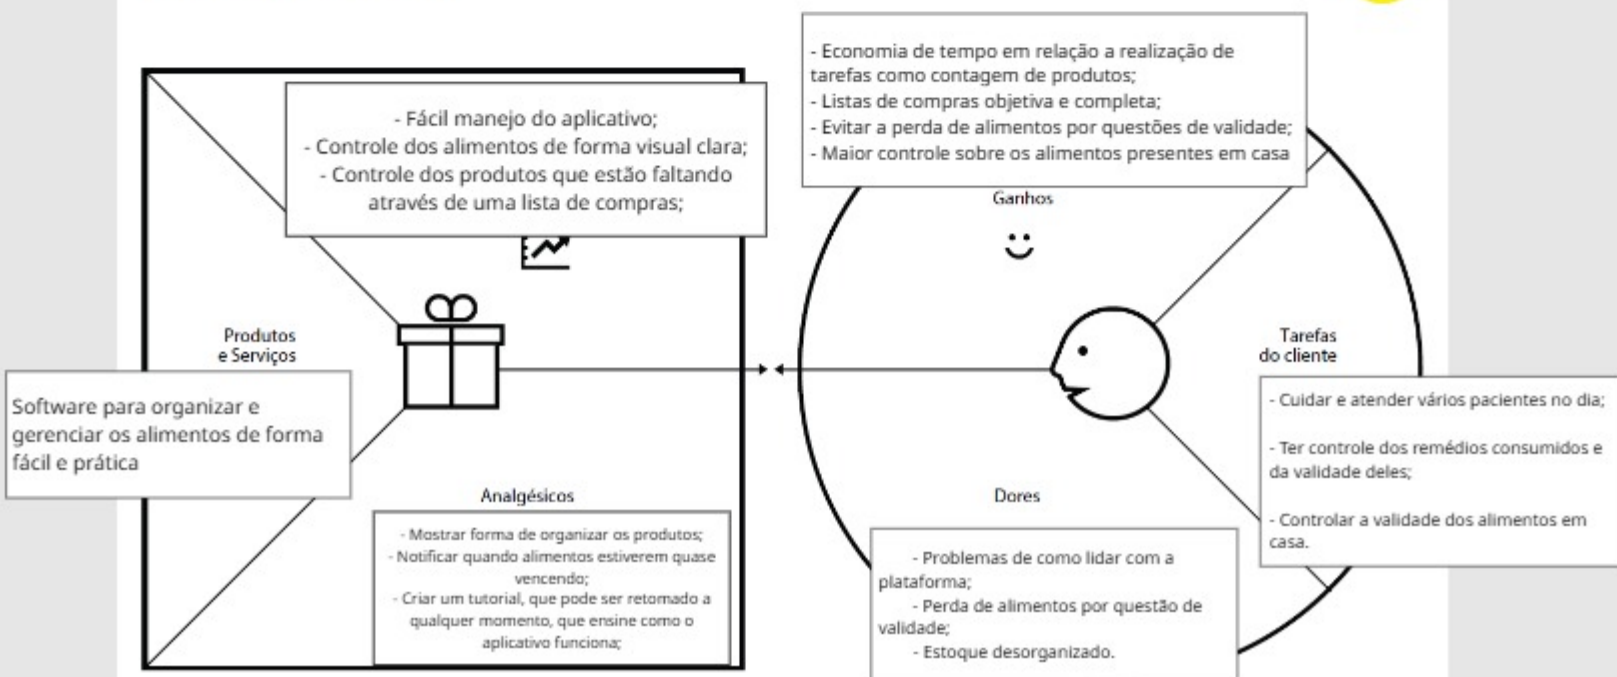 - Fácil manejo do aplicativo;
- Controle dos alimentos de forma visual clara;
- Controle dos produtos que estão faltando
através de uma lista de compras;
Produtos
e Serviços
Software para organizar e
gerenciar os alimentos de forma
fácil e prática
Analgésicos
- Mostrar forma de organizar os produtos;
- Notificar quando alimentos estiverem quase
vencendo;
- Criar um tutorial, que pode ser retomado a
qualquer momento, que ensine como o
aplicativo funciona;
- Economia de tempo em relação a realização de
tarefas como contagem de produtos;
- Listas de compras objetiva e completa;
- Evitar a perda de alimentos por questões de validade;
- Maior controle sobre os alimentos presentes em casa
Ganhos
Tarefas
do cliente
- Cuidar e atender vários pacientes no dia;
- Ter controle dos remédios consumidos e
da validade deles;
- Controlar a validade dos alimentos em
casa.
Dores
- Problemas de como lidar com a
plataforma;
- Perda de alimentos por questão de
validade;
- Estoque desorganizado.